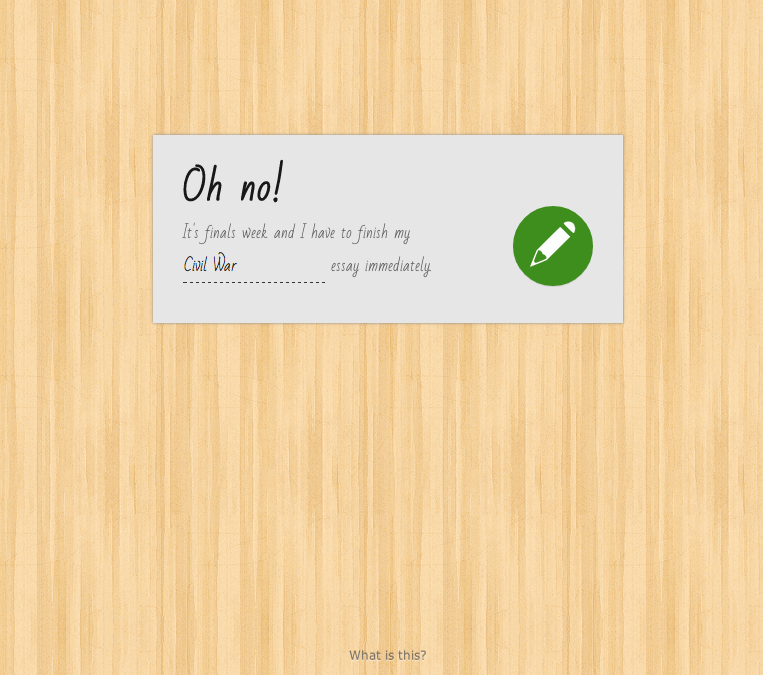 Oh no!
It's finals week and I have to finish my
Civil War essay immediately.
What is this?